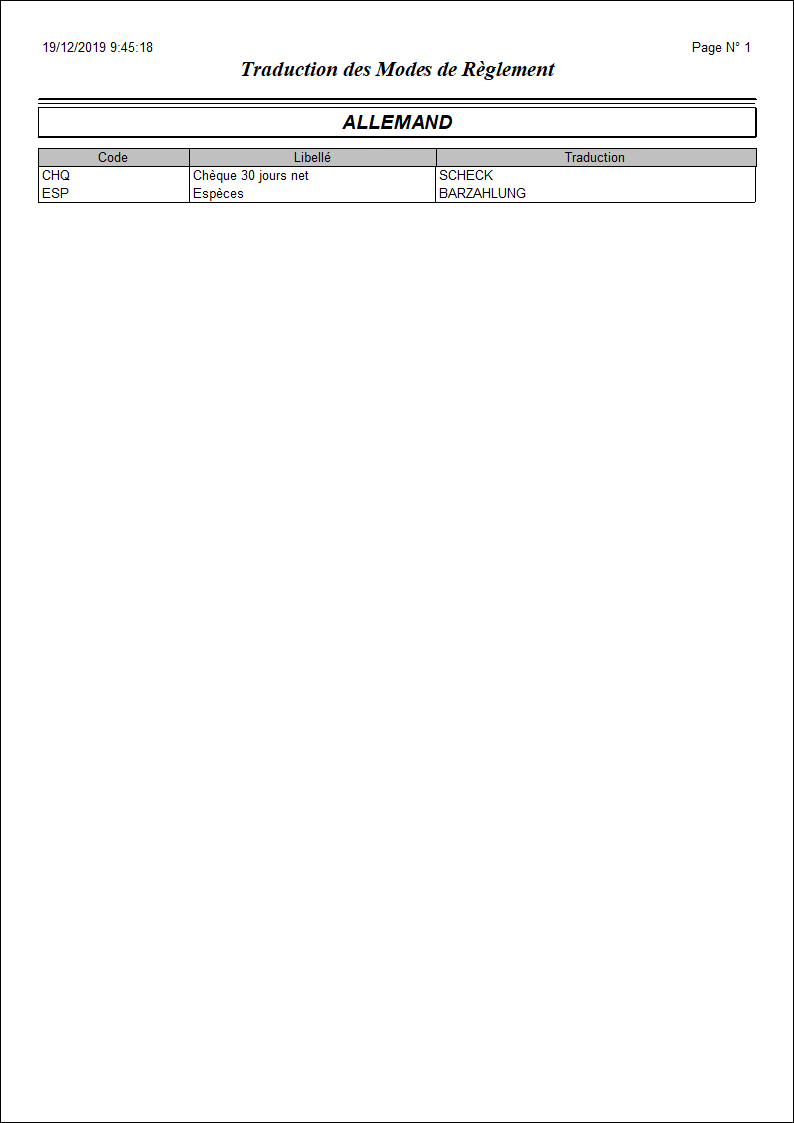 19/12/2019 9:45:18 Page N° 1
Traduction des Modes de Règlement
ALLEMAND
Code Libellé Traduction
CHQ Chèque 30 jours net SCHECK
ESP Espèces BARZAHLUNG